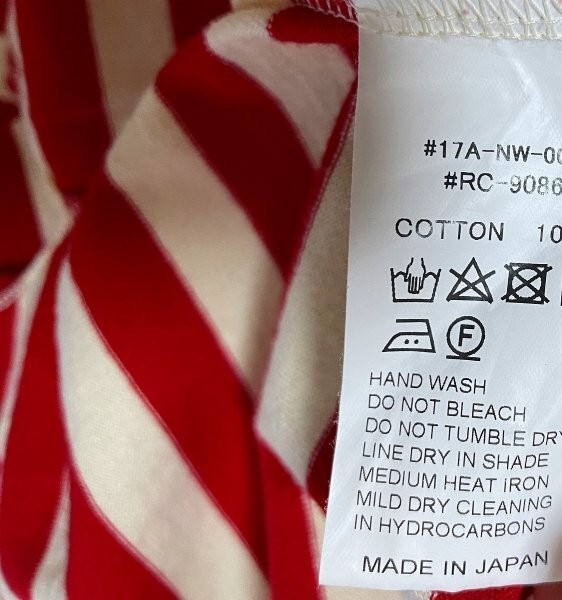 #17A-NW-00
#RC-9086
COTTON 10
F
HAND WASH
DO NOT BLEACH
DO NOT TUMBLE DRY
LINE DRY IN SHADE
MEDIUM HEAT IRON
MILD DRY CLEANING
IN HYDROCARBONS
MADE IN JAPAN